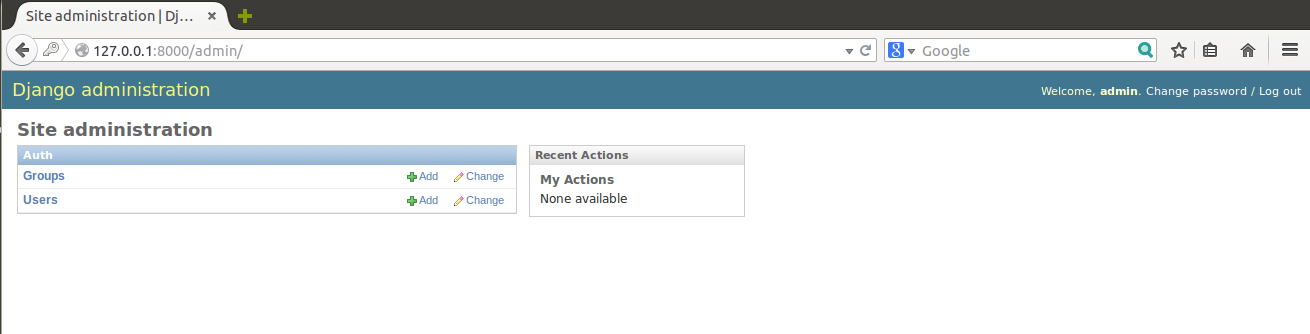 Site administration | Dj...
127.0.0.1:8000/admin/
8 Google
Django administration
Welcome, admin. Change password / Log out
Site administration
Auth
Groups Add Change
Users Add Change
Recent Actions
My Actions
None available